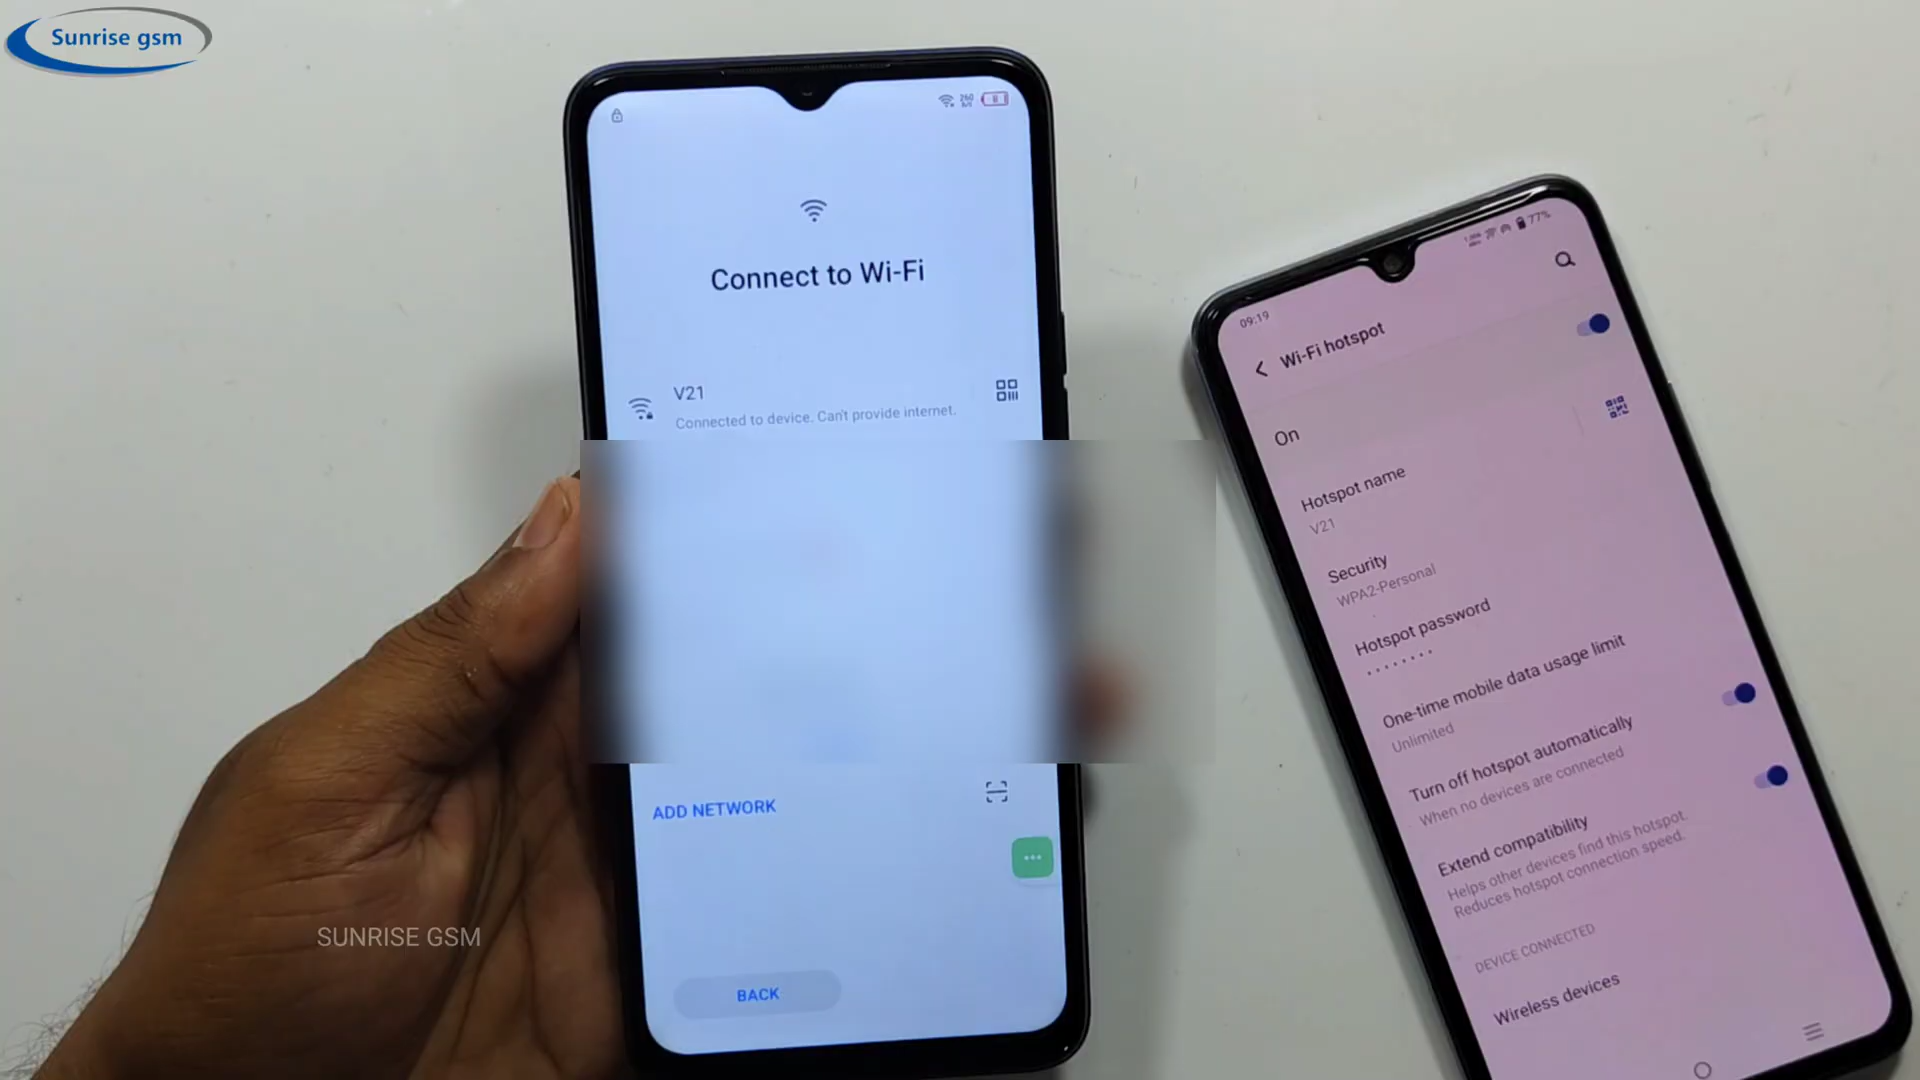 Sunrise gsm
260
B/S
Connect to Wi-Fi
V21
Connected to device. Can't provide internet.
ADD NETWORK
BACK
SUNRISE GSM
77%
09:19
Wi-Fi hotspot
On
Hotspot name
V21
Security
WPA2-Personal
Hotspot password
• • • • • • • •
One-time mobile data usage limit
Unlimited
Turn off hotspot automatically
When no devices are connected
Extend compatibility
Helps other devices find this hotspot.
Reduces hotspot connection speed.
DEVICE CONNECTED
Wireless devices